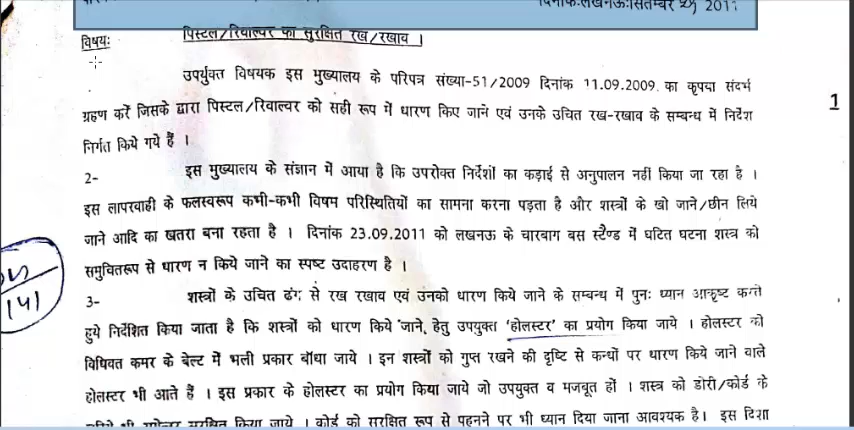 दिनांक:लखनऊ:सितम्बर 29 2011
विषय: पिस्टल/रिवाल्वर का सुरक्षित रख/रखाव ।
उपर्युक्त विषयक इस मुख्यालय के परिपत्र संख्या-51/2009 दिनांक 11.09.2009 का कृपया संदर्भ
1
ग्रहण करें जिसके द्वारा पिस्टल/रिवाल्वर को सही रूप में धारण किए जाने एवं उनके उचित रख-रखाव के सम्बन्ध में निर्देश
निर्गत किये गये हैं ।
2- इस मुख्यालय के संज्ञान में आया है कि उपरोक्त निर्देशों का कड़ाई से अनुपालन नहीं किया जा रहा है ।
इस लापरवाही के फलस्वरूप कभी-कभी विषम परिस्थितियों का सामना करना पड़ता है और शस्त्रों के खो जाने/छीन लिये
जाने आदि का खतरा बना रहता है । दिनांक 23.09.2011 को लखनऊ के चारबाग बस स्टैण्ड में घटित घटना शस्त्र को
समुचितरूप से धारण न किये जाने का स्पष्ट उदाहरण है ।
141
3- शस्त्रों के उचित ढंग से रख रखाव एवं उनको धारण किये जाने के सम्बन्ध में पुनः ध्यान आकृष्ट करते
हुये निर्देशित किया जाता है कि शस्त्रों को धारण किये जाने, हेतु उपयुक्त 'होलस्टर' का प्रयोग किया जाये । होलस्टर को
विधिवत कमर के बेल्ट में भली प्रकार बाँधा जाये । इन शस्त्रों को गुप्त रखने की दृष्टि से कन्धों पर धारण किये जाने वाले
होलस्टर भी आते हैं । इस प्रकार के होलस्टर का प्रयोग किया जाये जो उपयुक्त व मजबूत हों । शस्त्र को डोरी/कोर्ड के
सुरक्षित किया जाये । कोर्ड को सुरक्षित रूप से पहनने पर भी ध्यान दिया जाना आवश्यक है। इस दिशा